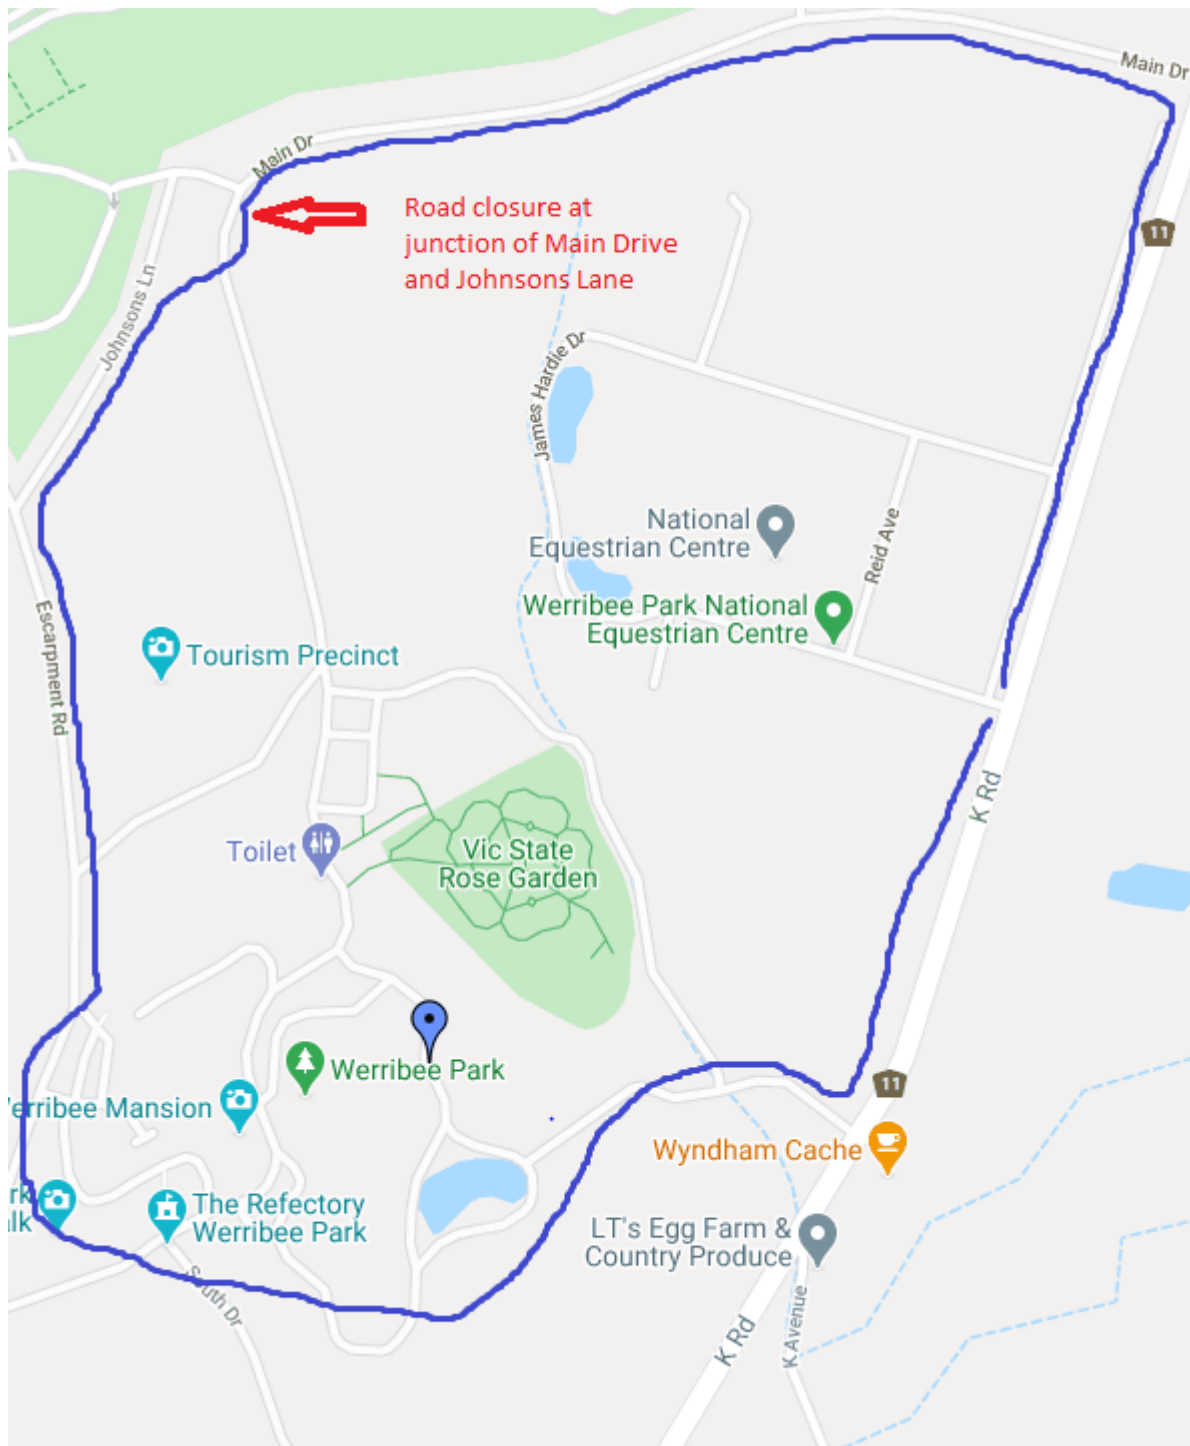 Main Dr
Main Dr
Road closure at
junction of Main Drive
and Johnsons Lane
11
Johnsons Ln
James Hardie Dr
National
Equestrian Centre
Reid Ave
Werribee Park National
Equestrian Centre
Escarpment Rd
Tourism Precinct
K Rd
Toilet
Vic State
Rose Garden
Werribee Park
11
erribee Mansion
Wyndham Cache
rk
alk
The Refectory
Werribee Park
LT's Egg Farm &
Country Produce
South Dr
K Avenue
K Rd